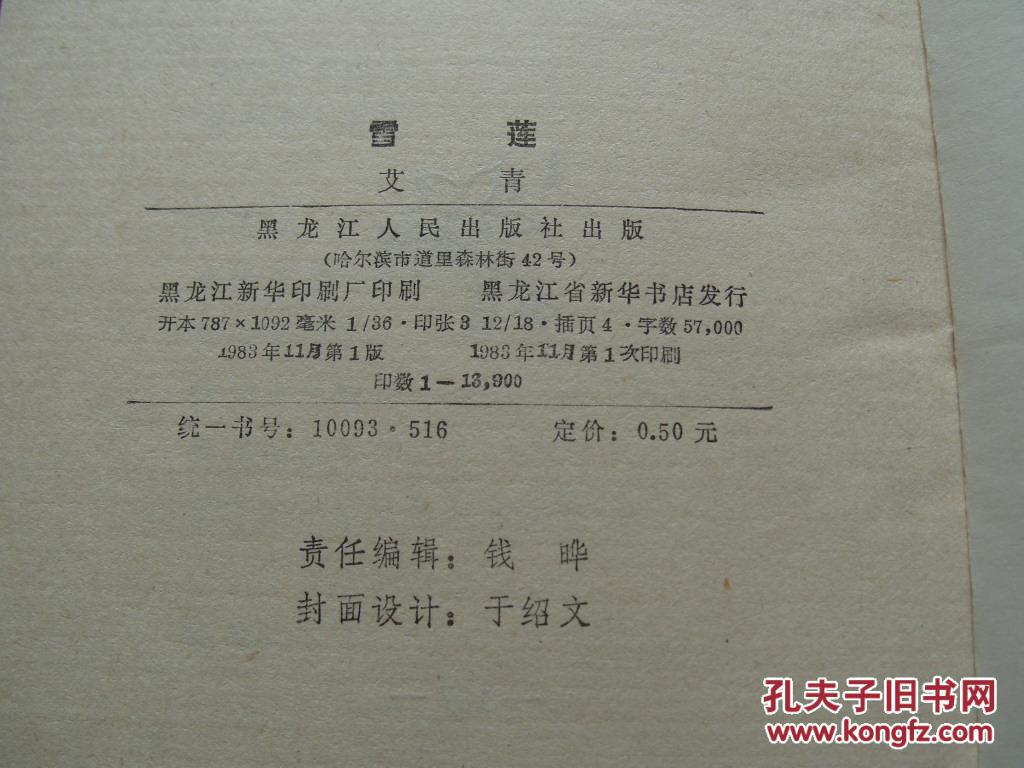 雪 莲
艾 青
黑龙江人民出版社出版
(哈尔滨市道里森林街42号)
黑龙江新华印刷厂印刷 黑龙江省新华书店发行
开本787×1092毫米1/36·印张3 12/18·插页4·字数57,000
1983年11月第1版 1983年11月第1次印刷
印数1—13,900
统一书号：10093·516 定价：0.50元
责任编辑：钱 晔
封面设计：于绍文
孔夫子旧书网
www.kongfz.com